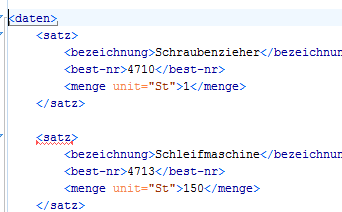 <daten>
<satz>
<bezeichnung>Schraubenzieher</bezeichnun
<best-nr>4710</best-nr>
<menge unit="St">1</menge>
</satz>
<satz>
<bezeichnung>Schleifmaschine</bezeichnun
<best-nr>4713</best-nr>
<menge unit="St">150</menge>
</satz>